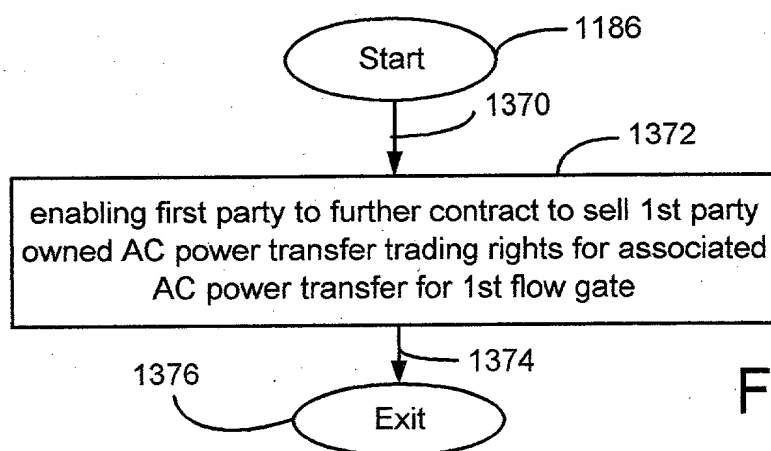 Start
1186
1370
1372
enabling first party to further contract to sell 1st party
owned AC power transfer trading rights for associated
AC power transfer for 1st flow gate
1374
1376
Exit
F